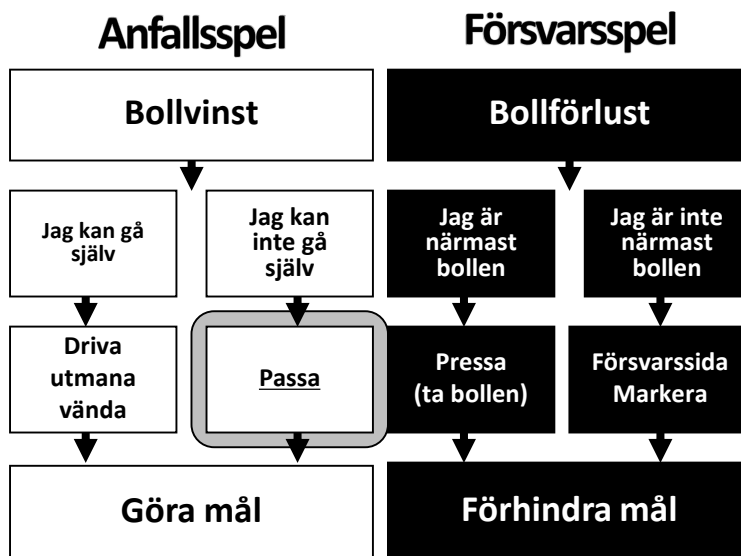 Anfallsspel
Försvarsspel
Bollvinst
Bollförlust
Jag kan gå
själv
Jag kan
inte gå
själv
Jag är
närmast
bollen
Jag är inte
närmast
bollen
Driva
utmana
vända
Passa
Pressa
(ta bollen)
Försvarssida
Markera
Göra mål
Förhindra mål